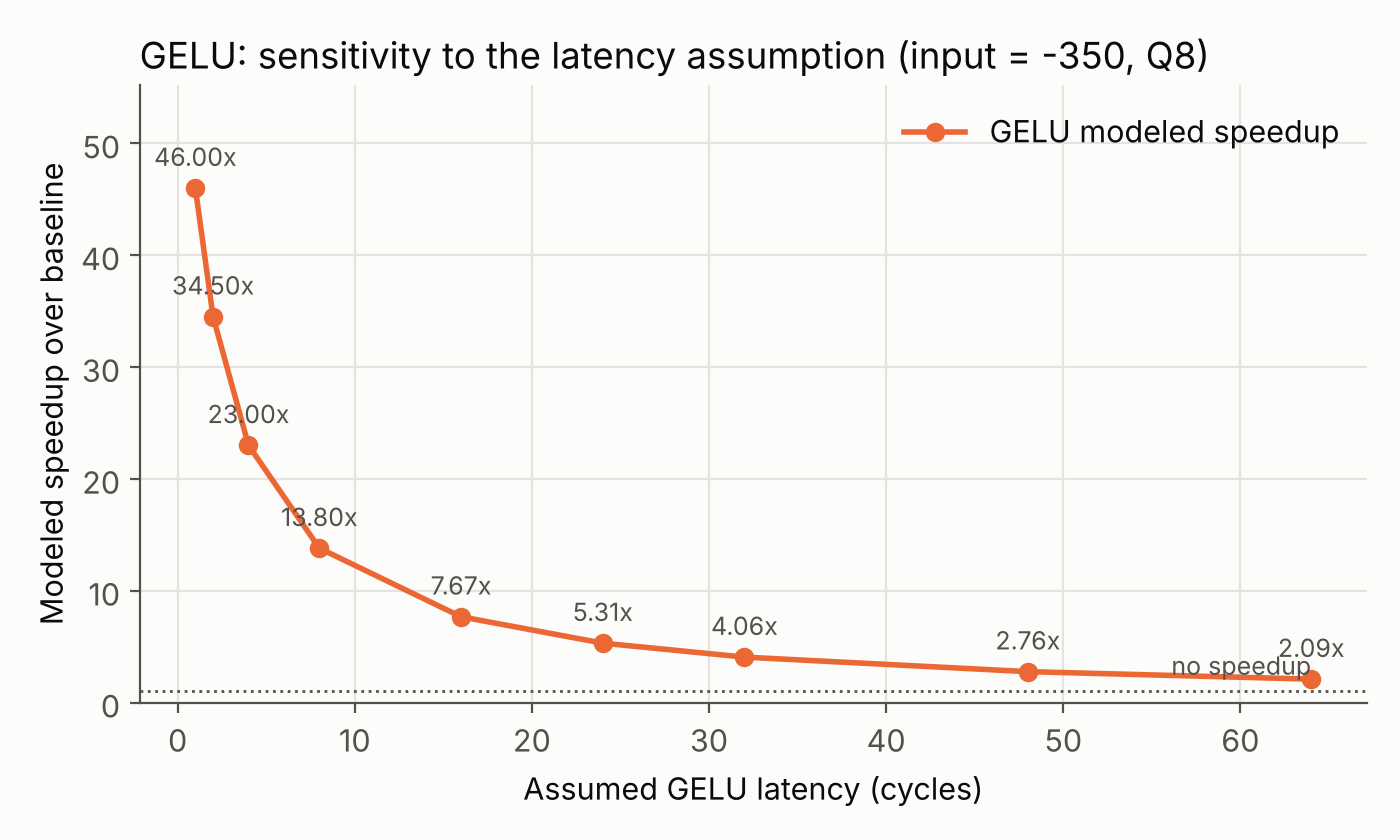 GELU: sensitivity to the latency assumption (input = -350, Q8)
GELU modeled speedup
Modeled speedup over baseline
50
40
30
20
10
0
46.00x
34.50x
23.00x
13.80x
7.67x
5.31x
4.06x
2.76x
2.09x
no speedup
0 10 20 30 40 50 60
Assumed GELU latency (cycles)